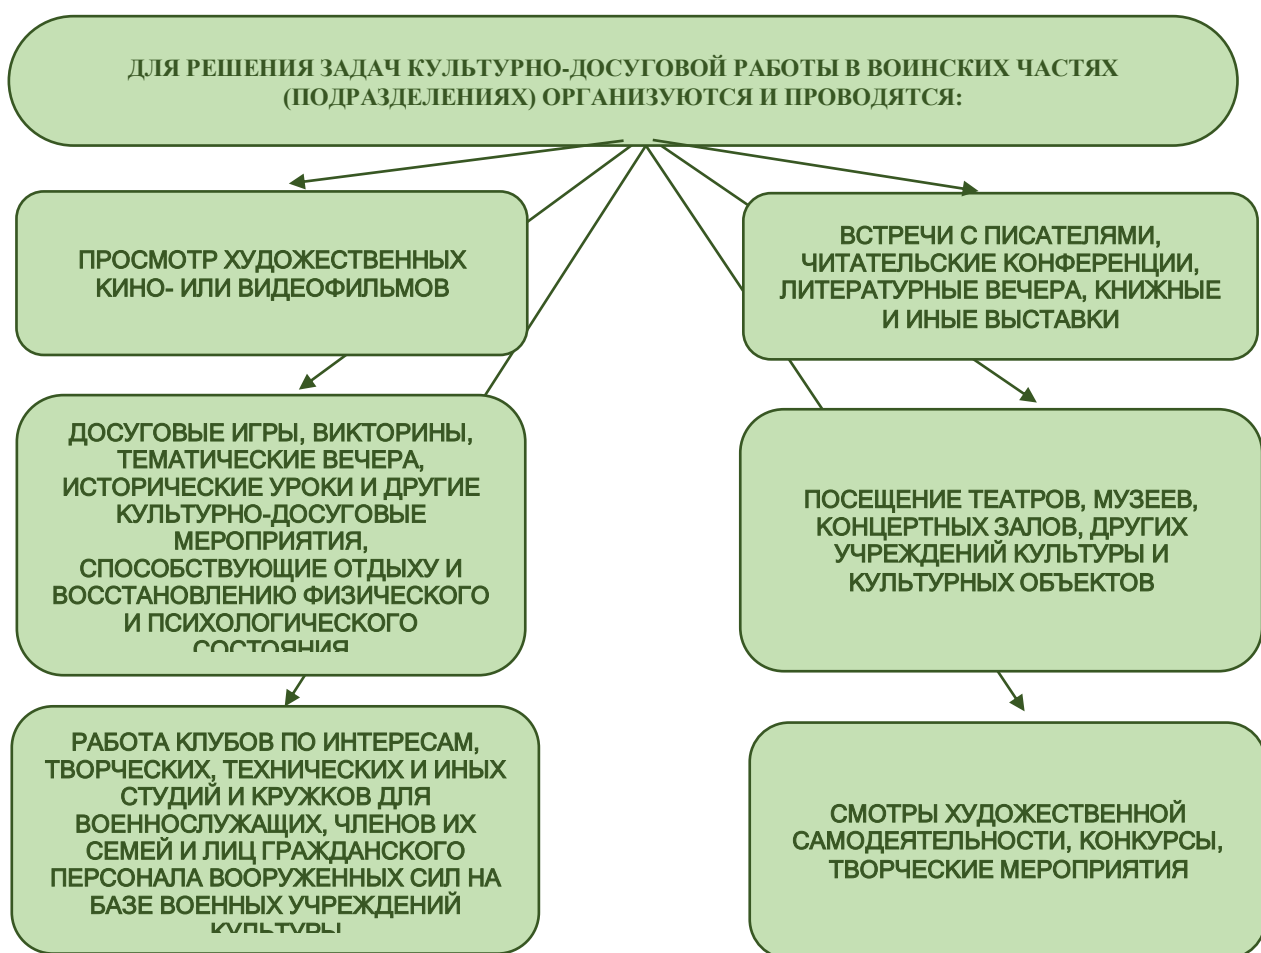 ДЛЯ РЕШЕНИЯ ЗАДАЧ КУЛЬТУРНО-ДОСУГОВОЙ РАБОТЫ В ВОИНСКИХ ЧАСТЯХ
(ПОДРАЗДЕЛЕНИЯХ) ОРГАНИЗУЮТСЯ И ПРОВОДЯТСЯ:
ПРОСМОТР ХУДОЖЕСТВЕННЫХ
КИНО- ИЛИ ВИДЕОФИЛЬМОВ
ВСТРЕЧИ С ПИСАТЕЛЯМИ,
ЧИТАТЕЛЬСКИЕ КОНФЕРЕНЦИИ,
ЛИТЕРАТУРНЫЕ ВЕЧЕРА, КНИЖНЫЕ
И ИНЫЕ ВЫСТАВКИ
ДОСУГОВЫЕ ИГРЫ, ВИКТОРИНЫ,
ТЕМАТИЧЕСКИЕ ВЕЧЕРА,
ИСТОРИЧЕСКИЕ УРОКИ И ДРУГИЕ
КУЛЬТУРНО-ДОСУГОВЫЕ
МЕРОПРИЯТИЯ,
СПОСОБСТВУЮЩИЕ ОТДЫХУ И
ВОССТАНОВЛЕНИЮ ФИЗИЧЕСКОГО
И ПСИХОЛОГИЧЕСКОГО
СОСТОЯНИЯ
ПОСЕЩЕНИЕ ТЕАТРОВ, МУЗЕЕВ,
КОНЦЕРТНЫХ ЗАЛОВ, ДРУГИХ
УЧРЕЖДЕНИЙ КУЛЬТУРЫ И
КУЛЬТУРНЫХ ОБЪЕКТОВ
РАБОТА КЛУБОВ ПО ИНТЕРЕСАМ,
ТВОРЧЕСКИХ, ТЕХНИЧЕСКИХ И ИНЫХ
СТУДИЙ И КРУЖКОВ ДЛЯ
ВОЕННОСЛУЖАЩИХ, ЧЛЕНОВ ИХ
СЕМЕЙ И ЛИЦ ГРАЖДАНСКОГО
ПЕРСОНАЛА ВООРУЖЕННЫХ СИЛ НА
БАЗЕ ВОЕННЫХ УЧРЕЖДЕНИЙ
КУЛЬТУРЫ
СМОТРЫ ХУДОЖЕСТВЕННОЙ
САМОДЕЯТЕЛЬНОСТИ, КОНКУРСЫ,
ТВОРЧЕСКИЕ МЕРОПРИЯТИЯ